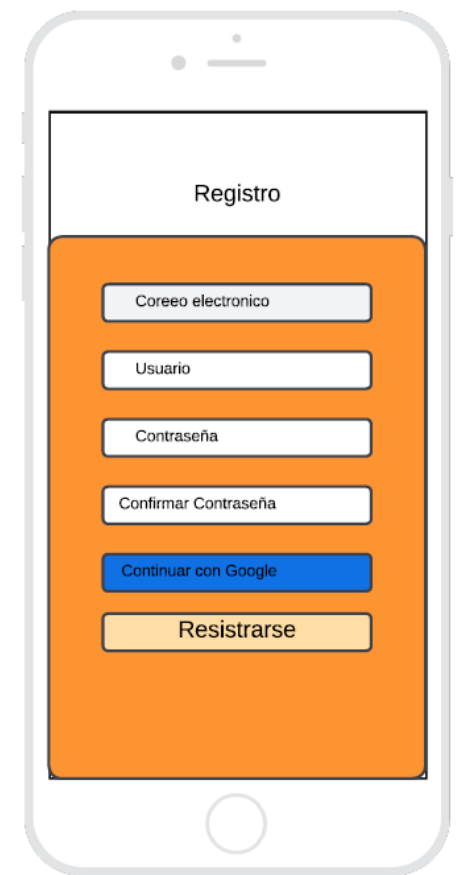 Registro
Coreeo electronico
Usuario
Contraseña
Confirmar Contraseña
Continuar con Google
Resistrarse